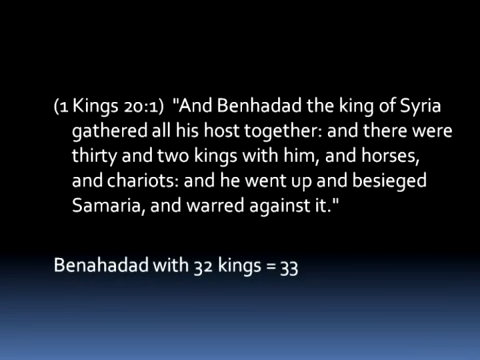 (1 Kings 20:1) "And Benhadad the king of Syria
gathered all his host together: and there were
thirty and two kings with him, and horses,
and chariots: and he went up and besieged
Samaria, and warred against it."
Benahadad with 32 kings = 33